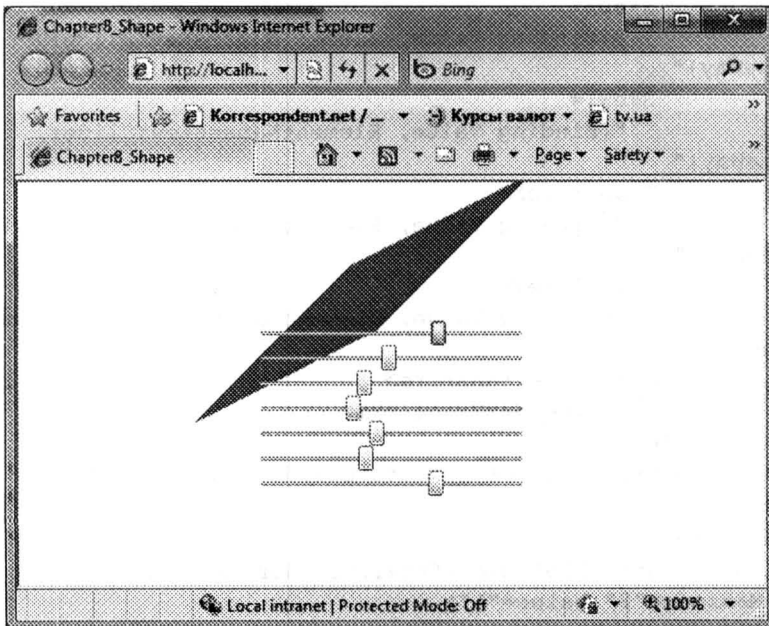 Chapter8_Shape - Windows Internet Explorer
http://localh... Bing
Favorites Korrespondent.net / ... Курсы валют tv.ua »
Chapter8_Shape Page Safety »
Local intranet | Protected Mode: Off 100%